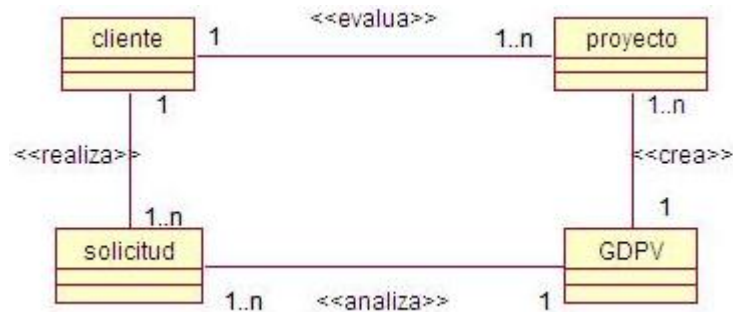 <<evalua>>
cliente 1 1..n proyecto
1 1..n
<<realiza>> <<crea>>
1..n 1
solicitud GDPV
1..n <<analiza>> 1